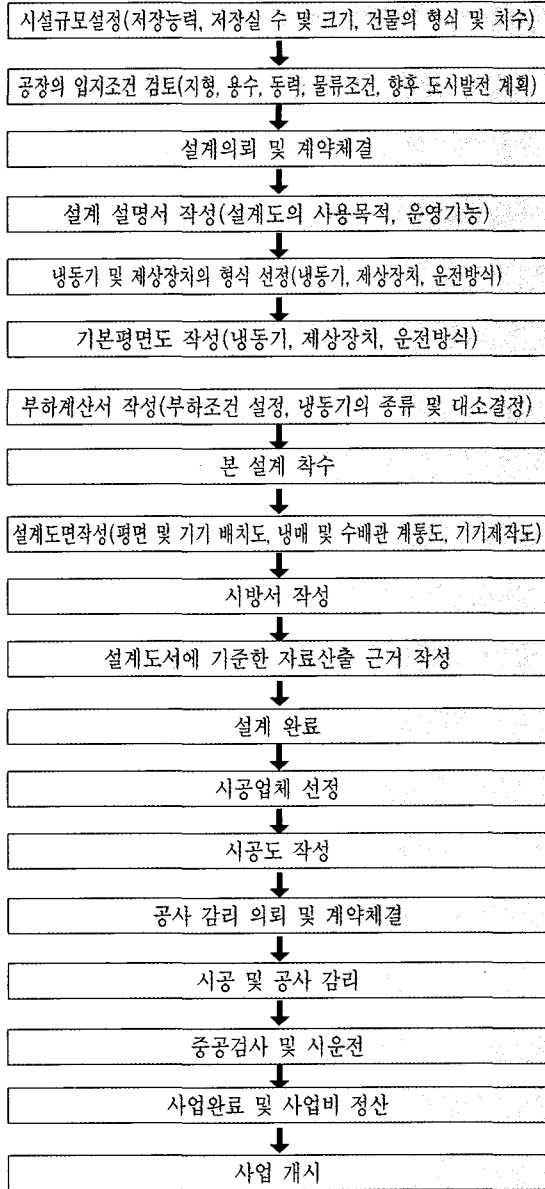 시설규모설정(저장능력, 저장실 수 및 크기, 건물의 형식 및 치수)
공장의 입지조건 검토(지형, 용수, 동력, 물류조건, 향후 도시발전 계획)
설계의뢰 및 계약체결
설계 설명서 작성(설계도의 사용목적, 운영기능)
냉동기 및 제상장치의 형식 선정(냉동기, 제상장치, 운전방식)
기본평면도 작성(냉동기, 제상장치, 운전방식)
부하계산서 작성(부하조건 설정, 냉동기의 종류 및 대소결정)
본 설계 착수
설계도면작성(평면 및 기기 배치도, 냉매 및 수배관 계통도, 기기제작도)
시방서 작성
설계도서에 기준한 자료산출 근거 작성
설계 완료
시공업체 선정
시공도 작성
공사 감리 의뢰 및 계약체결
시공 및 공사 감리
중공검사 및 시운전
사업완료 및 사업비 정산
사업 개시